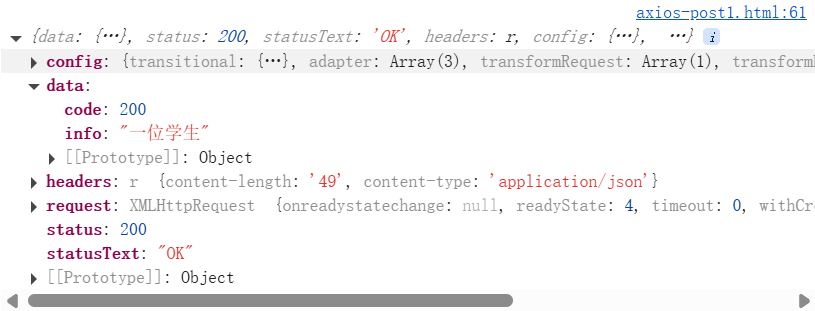 axios-post1.html:61
{data: {…}, status: 200, statusText: 'OK', headers: r, config: {…}, …} i
config: {transitional: {…}, adapter: Array(3), transformRequest: Array(1), transform
data:
code: 200
info: "一位学生"
[[Prototype]]: Object
headers: r {content-length: '49', content-type: 'application/json'}
request: XMLHttpRequest {onreadystatechange: null, readyState: 4, timeout: 0, withCr
status: 200
statusText: "OK"
[[Prototype]]: Object